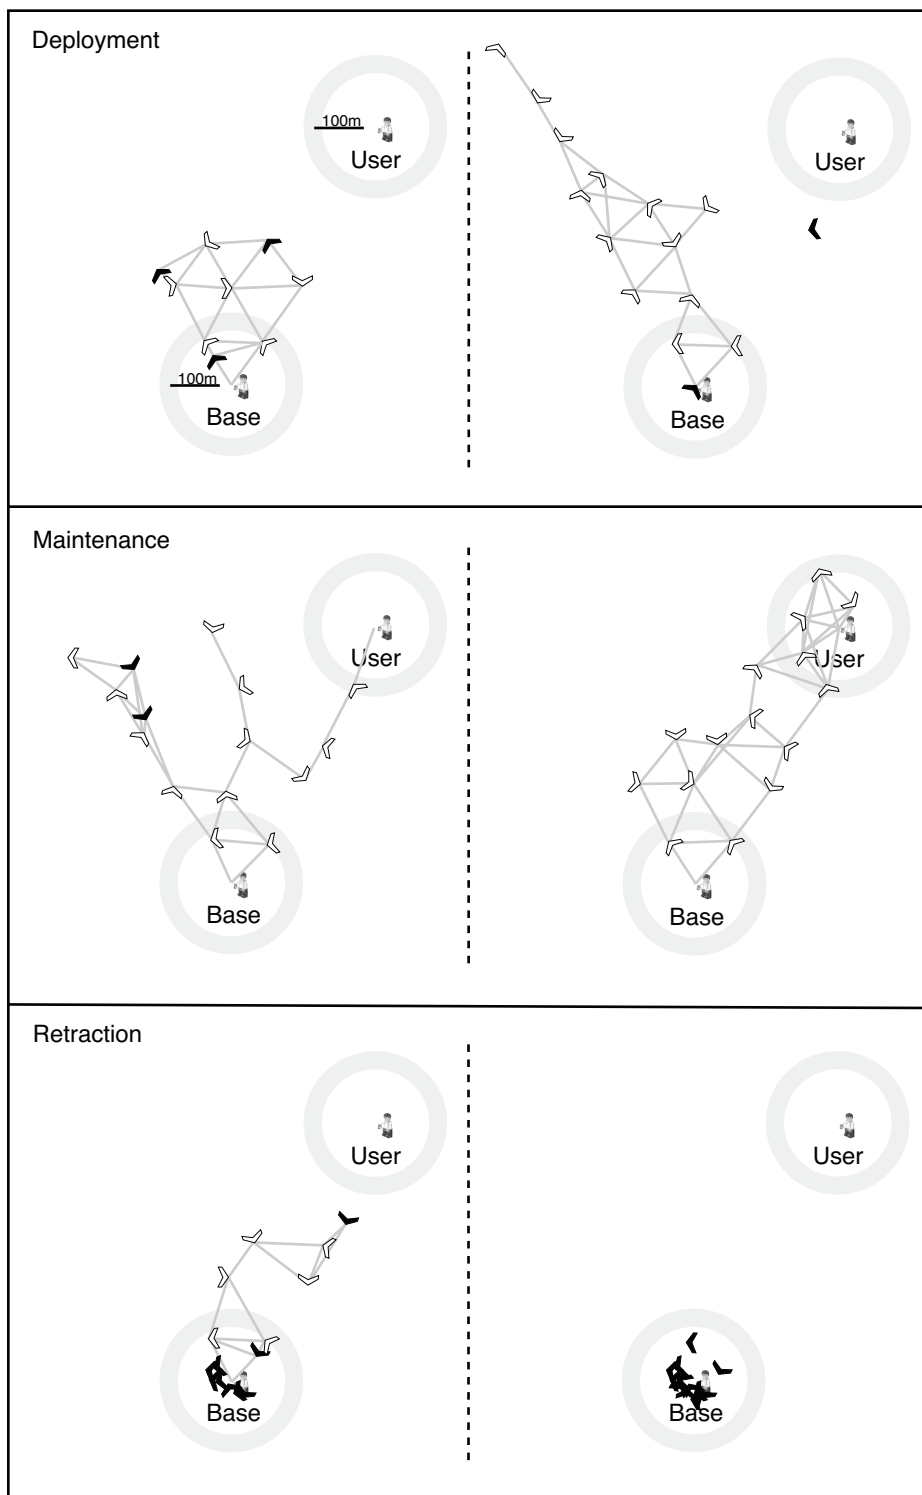 Deployment
100m
User
User
100m
Base
Base
Maintenance
User
User
Base
Base
Retraction
User
User
Base
Base